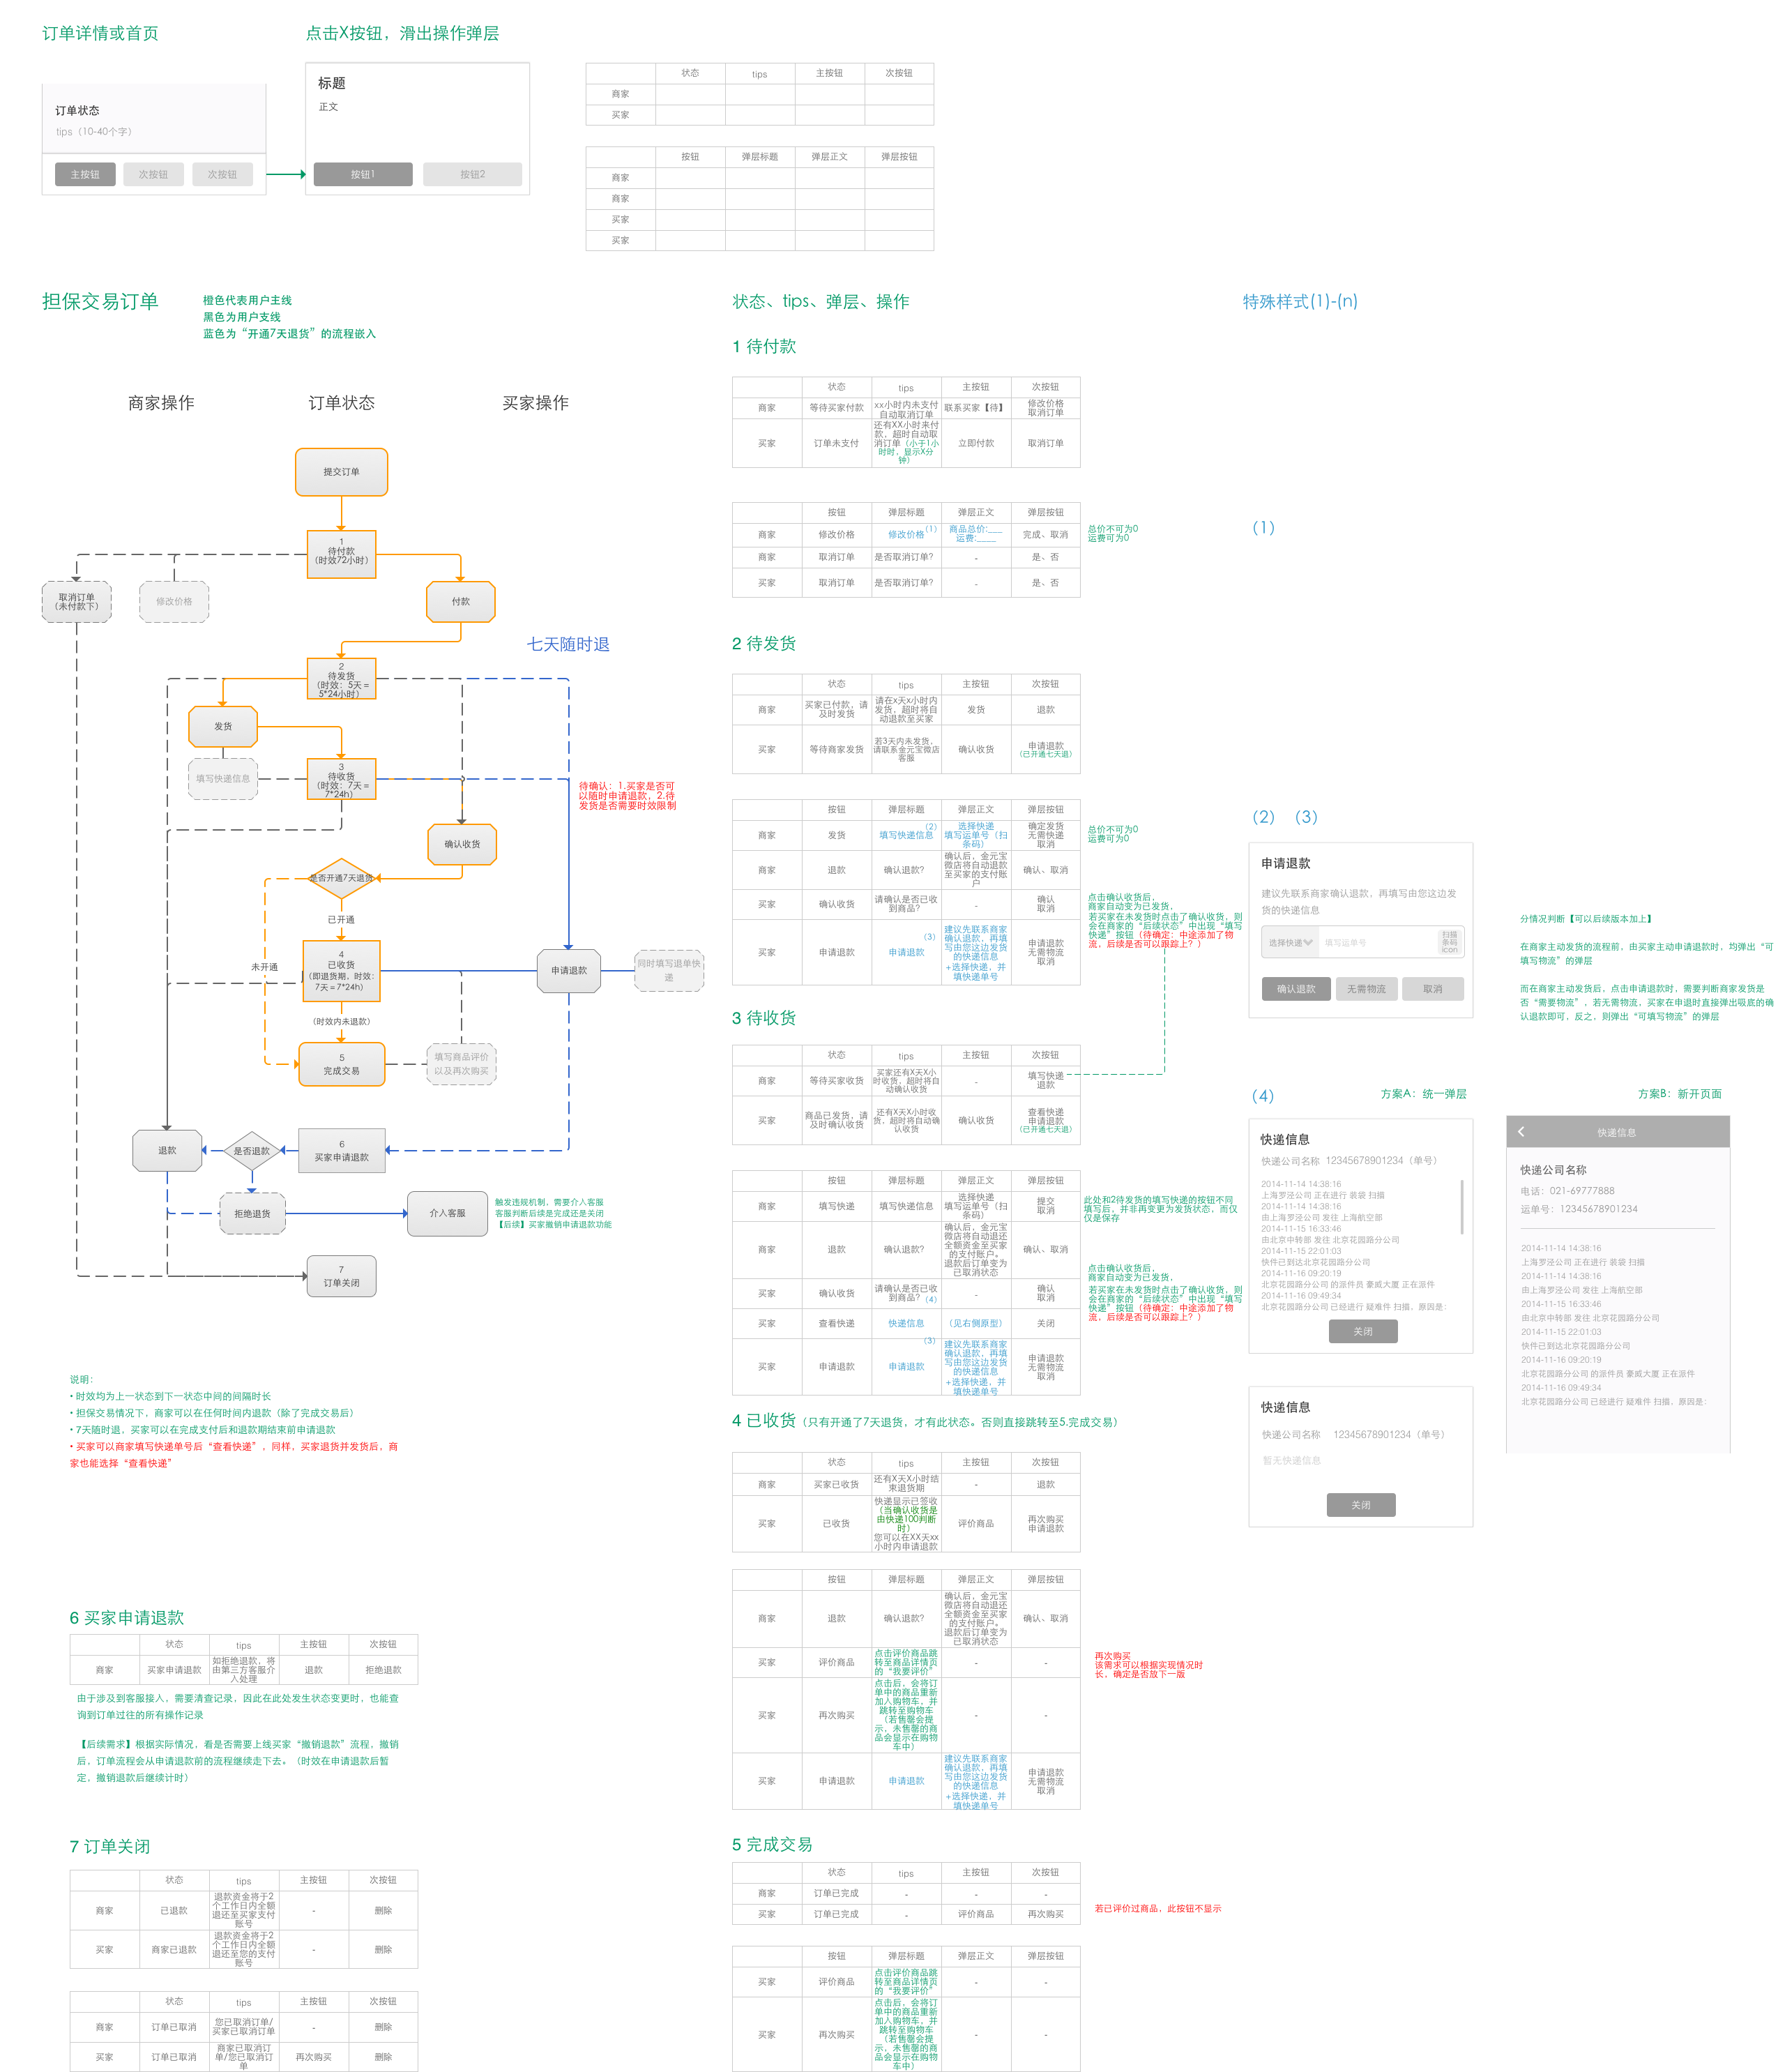 订单详情或首页
点击X按钮，滑出操作弹层
订单状态
tips（10-40个字）
主按钮 次按钮 次按钮
标题
正文
按钮1 按钮2
状态 tips 主按钮 次按钮
商家
买家
按钮 弹层标题 弹层正文 弹层按钮
商家
商家
买家
买家
担保交易订单
橙色代表用户主线
黑色为用户支线
蓝色为“开通7天退货”的流程嵌入
商家操作 订单状态 买家操作
提交订单
1
待付款
（时效72小时）
取消订单
（未付款下）
修改价格
付款
七天随时退
2
待发货
（时效：5天＝
5*24小时）
发货
填写快递信息
3
待收货
（时效：7天＝
7*24h）
待确认：1.买家是否可
以随时申请退款，2.待
发货是否需要时效限制
确认收货
是否开通7天退货
已开通
未开通
4
已收货
（即退货期，时效：
7天＝7*24h）
申请退款
同时填写退单快
递
（时效内未退款）
5
完成交易
填写商品评价
以及再次购买
退款
是否退款
6
买家申请退款
拒绝退货
介入客服
触发违规机制，需要介入客服
客服判断后续是完成还是关闭
【后续】买家撤销申请退款功能
7
订单关闭
说明：
• 时效均为上一状态到下一状态中间的间隔时长
• 担保交易情况下，商家可以在任何时间内退款（除了完成交易后）
• 7天随时退，买家可以在完成支付后和退款期结束前申请退款
• 买家可以商家填写快递单号后“查看快递”，同样，买家退货并发货后，商
家也能选择“查看快递”
6 买家申请退款
状态 tips 主按钮 次按钮
商家 买家申请退款 如拒绝退款，将
由第三方客服介
入处理 退款 拒绝退款
由于涉及到客服接入，需要清查记录，因此在此处发生状态变更时，也能查
询到订单过往的所有操作记录
【后续需求】根据实际情况，看是否需要上线买家“撤销退款”流程，撤销
后，订单流程会从申请退款前的流程继续走下去。（时效在申请退款后暂
定，撤销退款后继续计时）
7 订单关闭
状态 tips 主按钮 次按钮
商家 已退款 退款资金将于2
个工作日内全额
退还至买家支付
账号 - 删除
买家 商家已退款 退款资金将于2
个工作日内全额
退还至您的支付
账号 - 删除
状态 tips 主按钮 次按钮
商家 订单已取消 您已取消订单/
买家已取消订单 - 删除
买家 订单已取消 商家已取消订
单/您已取消订
单 再次购买 删除
状态、tips、弹层、操作
1 待付款
状态 tips 主按钮 次按钮
商家 等待买家付款 xx小时内未支付
自动取消订单 联系买家【待】 修改价格
取消订单
买家 订单未支付 还有XX小时来付
款，超时自动取
消订单（小于1小
时时，显示X分
钟） 立即付款 取消订单
按钮 弹层标题 弹层正文 弹层按钮
商家 修改价格 修改价格（1） 商品总价:___
运费:____ 完成、取消
商家 取消订单 是否取消订单? - 是、否
买家 取消订单 是否取消订单? - 是、否
总价不可为0
运费可为0
2 待发货
状态 tips 主按钮 次按钮
商家 买家已付款，请
及时发货 请在x天x小时内
发货，超时将自
动退款至买家 发货 退款
买家 等待商家发货 若3天内未发货，
请联系金元宝微店
客服 确认收货 申请退款
（已开通七天退）
按钮 弹层标题 弹层正文 弹层按钮
商家 发货 （2）
填写快递信息 选择快递
填写运单号（扫
条码） 确定发货
无需快递
取消
商家 退款 确认退款? 确认后，金元宝
微店将自动退款
至买家的支付账
户 确认、取消
买家 确认收货 请确认是否已收
到商品? - 确认
取消
买家 申请退款 （3）
申请退款 建议先联系商家
确认退款，再填
写由您这边发货
的快递信息
+选择快递，并
填快递单号 申请退款
无需物流
取消
总价不可为0
运费可为0
点击确认收货后，
商家自动变为已发货，
若买家在未发货时点击了确认收货，则
会在商家的“后续状态”中出现“填写
快递”按钮（待确定：中途添加了物
流，后续是否可以跟踪上？）
3 待收货
状态 tips 主按钮 次按钮
商家 等待买家收货 买家还有X天X小
时收货，超时将自
动确认收货 - 填写快递
退款
买家 商品已发货，请
及时确认收货 还有X天X小时收
货，超时将自动确
认收货 确认收货 查看快递
申请退款
（已开通七天退）
按钮 弹层标题 弹层正文 弹层按钮
商家 填写快递 填写快递信息 选择快递
填写运单号（扫
条码） 提交
取消
商家 退款 确认退款? 确认后，金元宝
微店将自动退还
全额资金至买家
的支付账户。
退款后订单变为
已取消状态 确认、取消
买家 确认收货 请确认是否已收
到商品?（4） - 确认
取消
买家 查看快递 快递信息 （见右侧原型） 关闭
买家 申请退款 （3）
申请退款 建议先联系商家
确认退款，再填
写由您这边发货
的快递信息
+选择快递，并
填快递单号 申请退款
无需物流
取消
此处和2待发货的填写快递的按钮不同
填写后，并非再变更为发货状态，而仅
仅是保存
点击确认收货后，
商家自动变为已发货，
若买家在未发货时点击了确认收货，则
会在商家的“后续状态”中出现“填写
快递”按钮（待确定：中途添加了物
流，后续是否可以跟踪上？）
4 已收货（只有开通了7天退货，才有此状态。否则直接跳转至5.完成交易）
状态 tips 主按钮 次按钮
商家 买家已收货 还有X天X小时结
束退货期 - 退款
买家 已收货 快递显示已签收
（当确认收货是
由快递100判断
时）
您可以在XX天xx
小时内申请退款 评价商品 再次购买
申请退款
按钮 弹层标题 弹层正文 弹层按钮
商家 退款 确认退款? 确认后，金元宝
微店将自动退还
全额资金至买家
的支付账户。
退款后订单变为
已取消状态 确认、取消
买家 评价商品 点击评价商品跳
转至商品详情页
的“我要评价” - -
买家 再次购买 点击后，会将订
单中的商品重新
加入购物车，并
跳转至购物车
（若售罄会提
示，未售罄的商
品会显示在购物
车中） - -
买家 申请退款 申请退款 建议先联系商家
确认退款，再填
写由您这边发货
的快递信息
+选择快递，并
填快递单号 申请退款
无需物流
取消
再次购买
该需求可以根据实现情况时
长，确定是否放下一版
5 完成交易
状态 tips 主按钮 次按钮
商家 订单已完成 - - -
买家 订单已完成 - 评价商品 再次购买
若已评价过商品，此按钮不显示
按钮 弹层标题 弹层正文 弹层按钮
买家 评价商品 点击评价商品跳
转至商品详情页
的“我要评价” - -
买家 再次购买 点击后，会将订
单中的商品重新
加入购物车，并
跳转至购物车
（若售罄会提
示，未售罄的商
品会显示在购物
车中） - -
特殊样式(1)-(n)
（1）
（2）（3）
申请退款
建议先联系商家确认退款，再填写由您这边发
货的快递信息
选择快递 填写运单号 扫描
条码
icon
确认退款 无需物流 取消
分情况判断【可以后续版本加上】
在商家主动发货的流程前，由买家主动申请退款时，均弹出“可
填写物流”的弹层
而在商家主动发货后，点击申请退款时，需要判断商家发货是
否“需要物流”，若无需物流，买家在申退时直接弹出吸底的确
认退款即可，反之，则弹出“可填写物流”的弹层
（4）
方案A：统一弹层
方案B：新开页面
快递信息
快递公司名称 12345678901234（单号）
2014-11-14 14:38:16
上海罗泾公司 正在进行 装袋 扫描
2014-11-14 14:38:16
由上海罗泾公司 发往 上海航空部
2014-11-15 16:33:46
由北京中转部 发往 北京花园路分公司
2014-11-15 22:01:03
快件已到达北京花园路分公司
2014-11-16 09:20:19
北京花园路分公司 的派件员 豪威大厦 正在派件
2014-11-16 09:49:34
北京花园路分公司 已经进行 疑难件 扫描，原因是：
关闭
快递信息
快递公司名称
电话：021-69777888
运单号：12345678901234
2014-11-14 14:38:16
上海罗泾公司 正在进行 装袋 扫描
2014-11-14 14:38:16
由上海罗泾公司 发往 上海航空部
2014-11-15 16:33:46
由北京中转部 发往 北京花园路分公司
2014-11-15 22:01:03
快件已到达北京花园路分公司
2014-11-16 09:20:19
北京花园路分公司 的派件员 豪威大厦 正在派件
2014-11-16 09:49:34
北京花园路分公司 已经进行 疑难件 扫描，原因是：
快递信息
快递公司名称 12345678901234（单号）
暂无快递信息
关闭